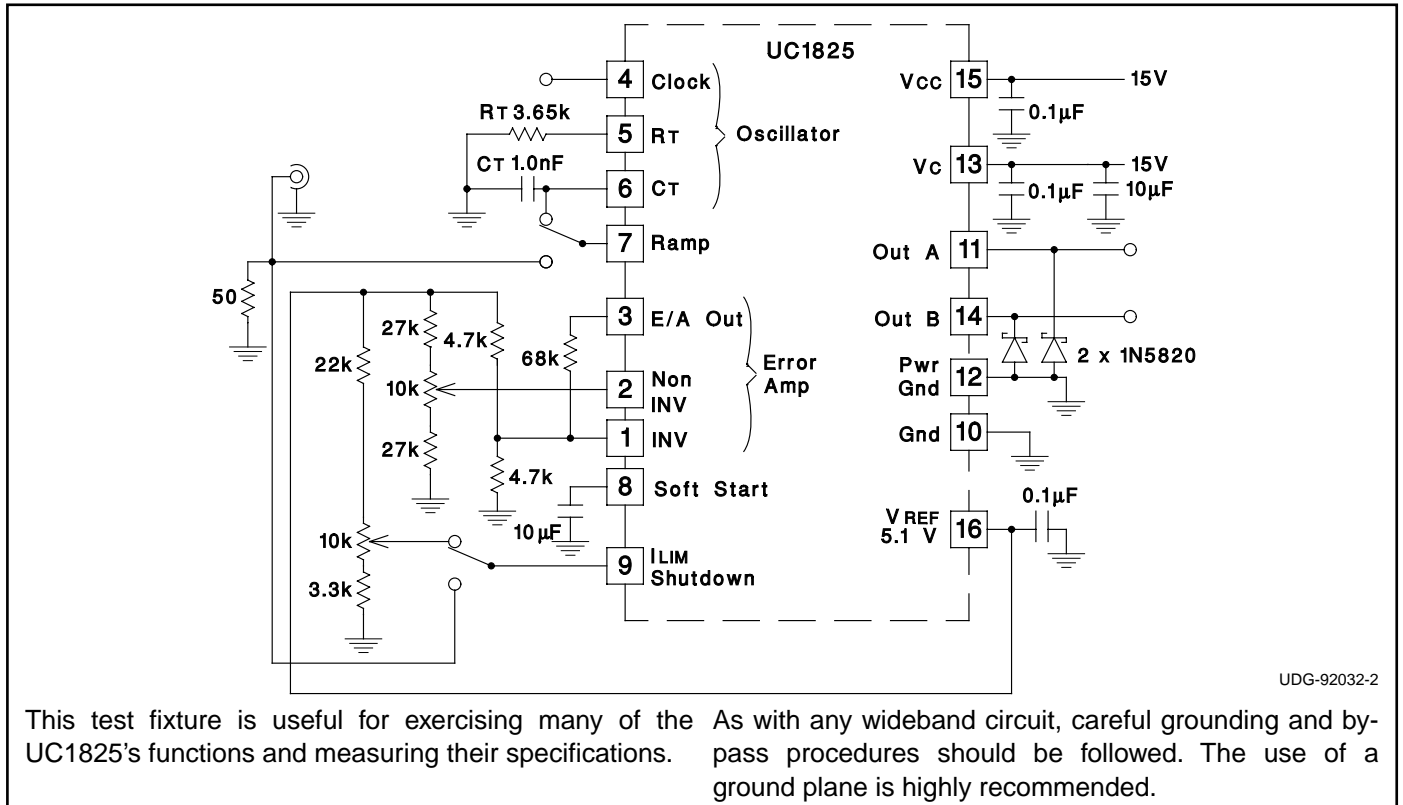 UC1825
4 Clock
RT 3.65k
5 RT
Oscillator
CT 1.0nF
6 CT
7 Ramp
50
3 E/A Out
27k
4.7k
68k
22k
Error
Amp
10k
2 Non
INV
1 INV
27k
4.7k
8 Soft Start
10µF
10k
9 ILIM
Shutdown
3.3k
Vcc 15
15V
0.1µF
Vc 13
15V
0.1µF
10µF
Out A 11
Out B 14
2 x 1N5820
Pwr
Gnd 12
Gnd 10
0.1µF
VREF
5.1 V 16
UDG-92032-2
This test fixture is useful for exercising many of the
UC1825's functions and measuring their specifications.
As with any wideband circuit, careful grounding and by-
pass procedures should be followed. The use of a
ground plane is highly recommended.